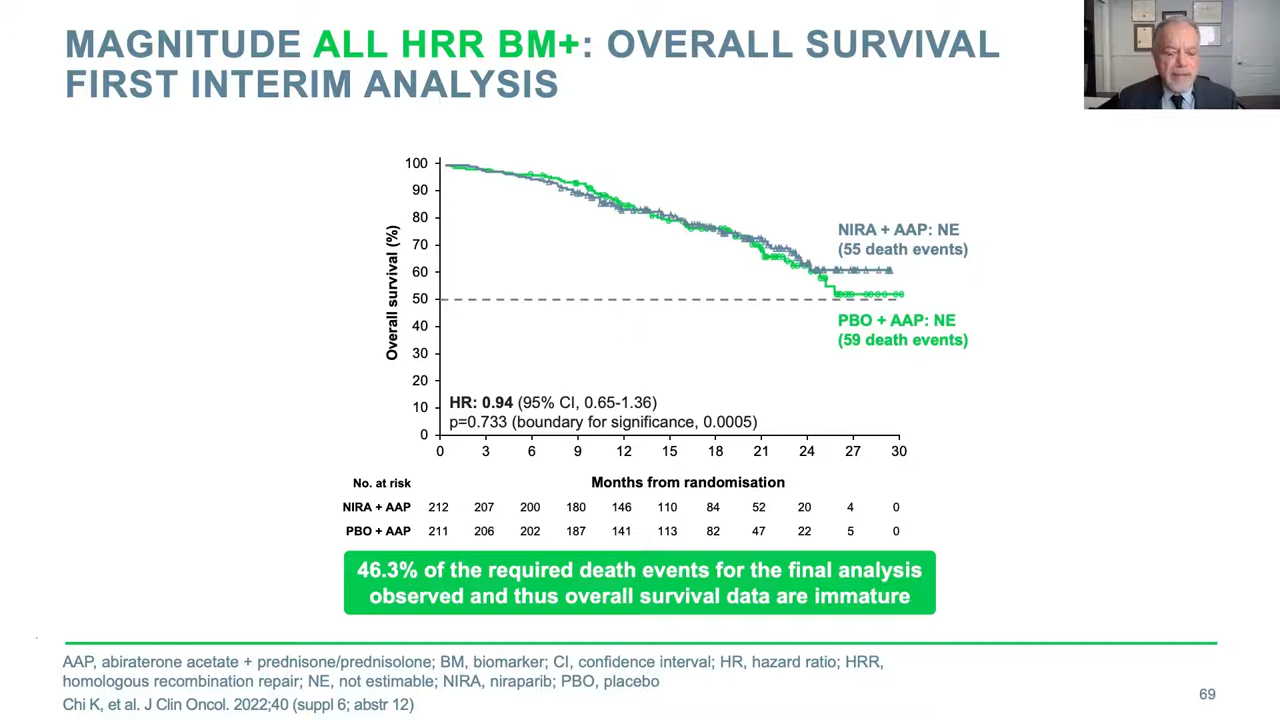 MAGNITUDE ALL HRR BM+: OVERALL SURVIVAL
FIRST INTERIM ANALYSIS
Overall survival (%)
100
90
80
70
60
50
40
30
20
10
0
NIRA + AAP: NE
(55 death events)
PBO + AAP: NE
(59 death events)
HR: 0.94 (95% CI, 0.65-1.36)
p=0.733 (boundary for significance, 0.0005)
0 3 6 9 12 15 18 21 24 27 30
No. at risk
Months from randomisation
NIRA + AAP 212 207 200 180 146 110 84 52 20 4 0
PBO + AAP 211 206 202 187 141 113 82 47 22 5 0
46.3% of the required death events for the final analysis
observed and thus overall survival data are immature
AAP, abiraterone acetate + prednisone/prednisolone; BM, biomarker; CI, confidence interval; HR, hazard ratio; HRR,
homologous recombination repair; NE, not estimable; NIRA, niraparib; PBO, placebo
Chi K, et al. J Clin Oncol. 2022;40 (suppl 6; abstr 12)
69